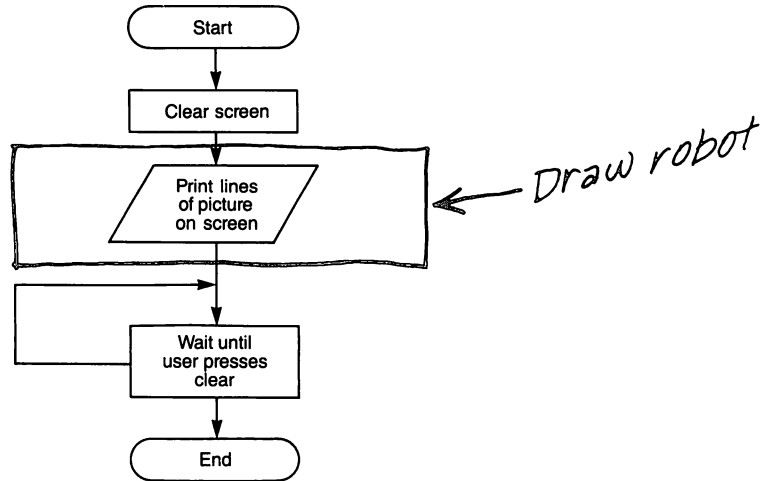 Start
Clear screen
Print lines
of picture
on screen
Draw robot
Wait until
user presses
clear
End